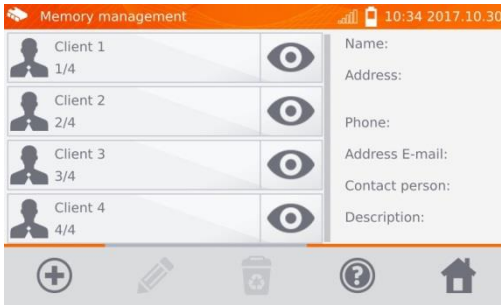 Memory management
10:34 2017.10.30
Client 1
1/4
Client 2
2/4
Client 3
3/4
Client 4
4/4
Name:
Address:
Phone:
Address E-mail:
Contact person:
Description: